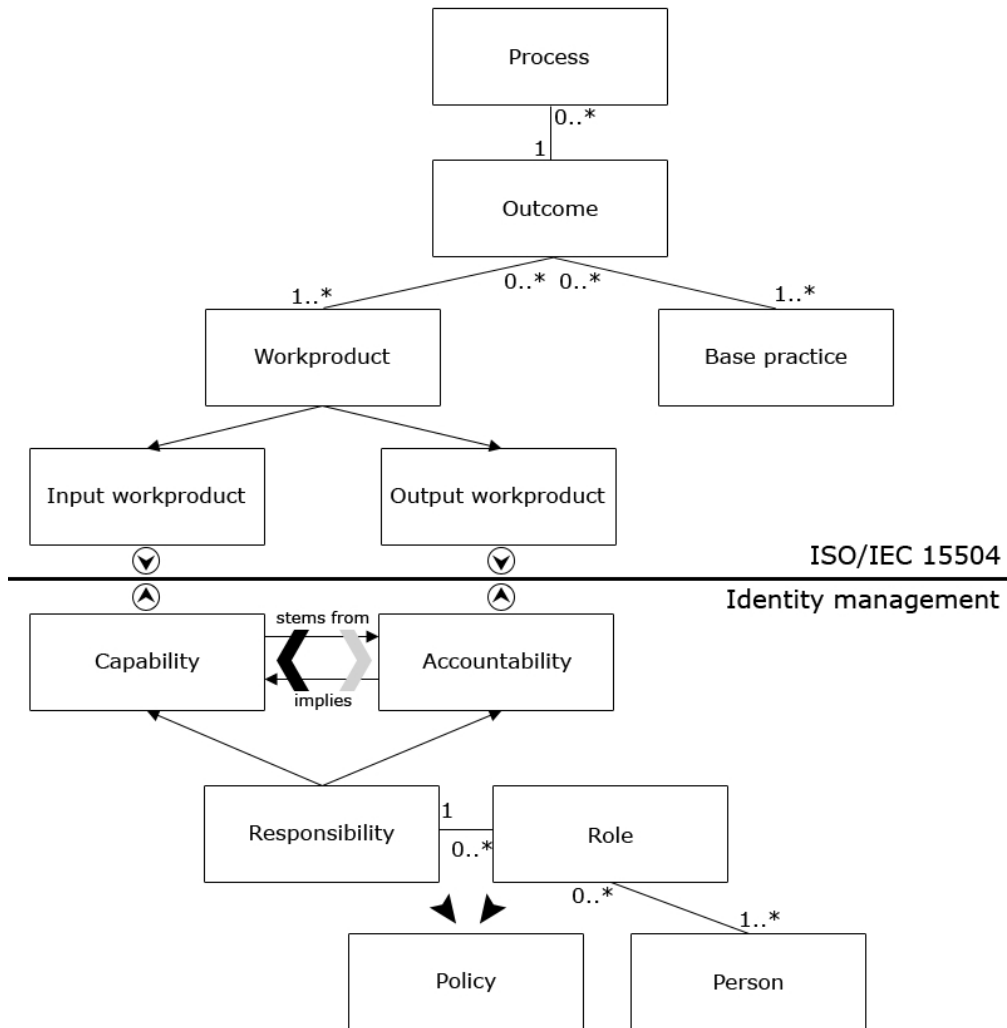 Process
0..*
1
Outcome
0..* 0..*
1..*
1..*
Workproduct
Base practice
Input workproduct
Output workproduct
ISO/IEC 15504
Identity management
stems from
Capability
Accountability
implies
1
Responsibility
Role
0..*
0..*
1..*
Policy
Person